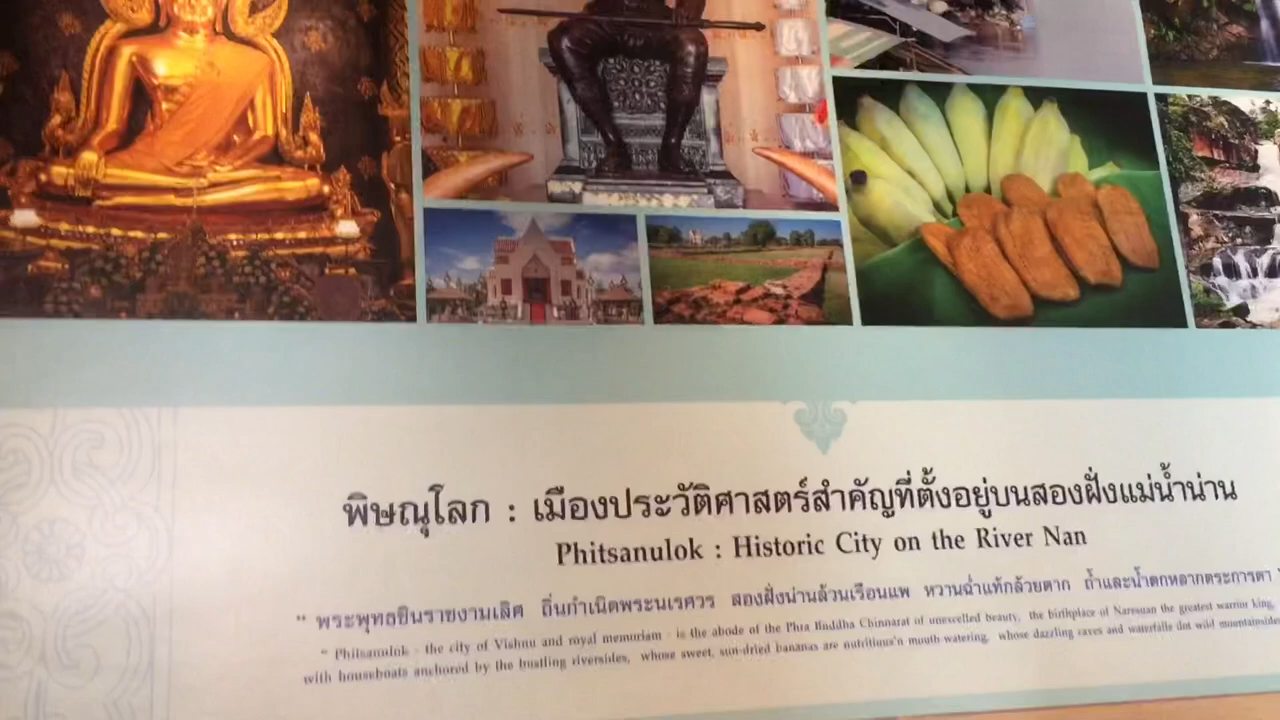 พิษณุโลก : เมืองประวัติศาสตร์สำคัญที่ตั้งอยู่บนสองฝั่งแม่น้ำน่าน
Phitsanulok : Historic City on the River Nan
“ พระพุทธชินราชงามเลิศ ถิ่นกำเนิดพระนเรศวร สองฝั่งน่านล้วนเรือนแพ หวานฉ่ำแท้กล้วยตาก ถ้ำและน้ำตกหลากตระการตา
“ Phitsanulok - the city of Vishnu and royal memoriam - is the abode of the Phra Buddha Chinnarat of unexcelled beauty, the birthplace of Naresuan the greatest warrior king,
with houseboats anchored by the bustling riversides, whose sweet, sun-dried bananas are nutritious'n mouth-watering, whose dazzling caves and waterfalls dot wild mountainsides